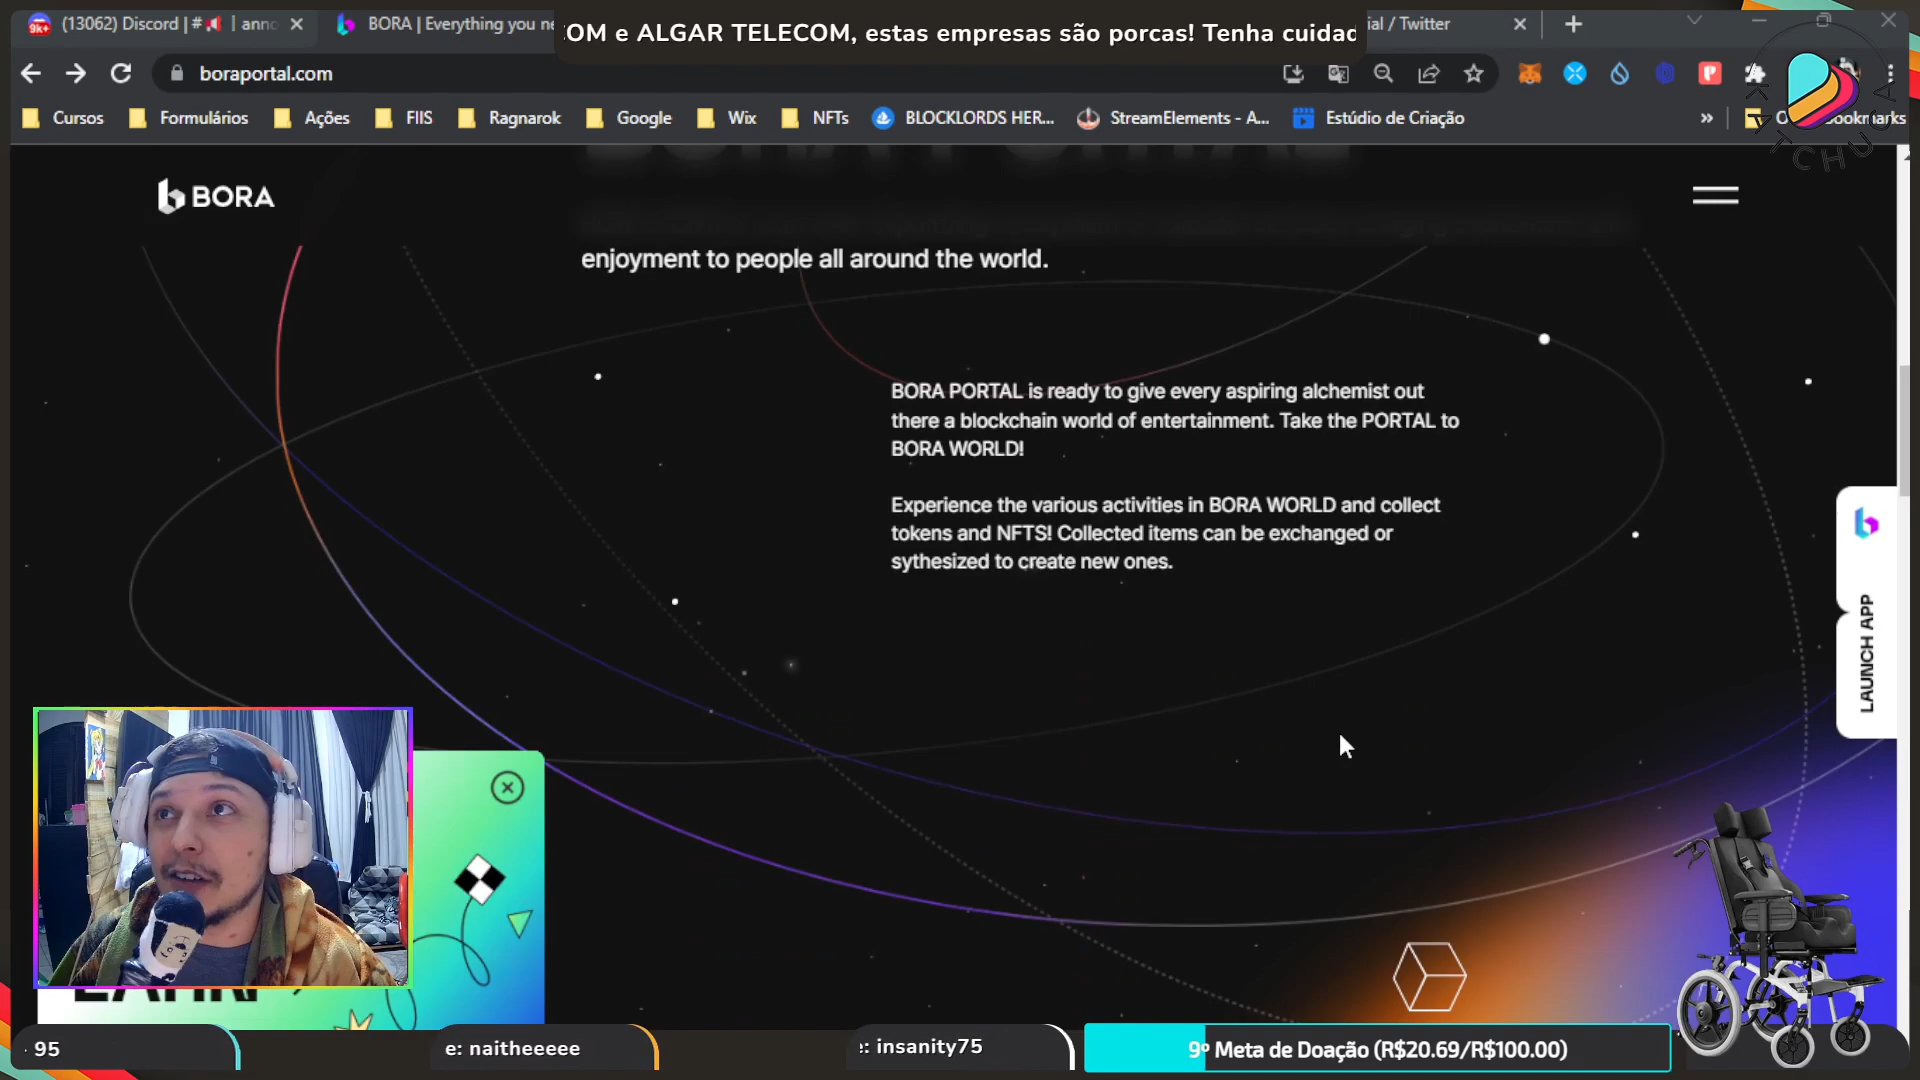 (13062) Discord | # | anno
BORA | Everything you ne
COM e ALGAR TELECOM, estas empresas são porcas! Tenha cuidad
ial / Twitter
boraportal.com
Cursos
Formulários
Ações
FIIS
Ragnarok
Google
Wix
NFTs
BLOCKLORDS HER...
StreamElements - A...
Estúdio de Criação
»
ookmarks
KATCHUUA
BORA
enjoyment to people all around the world.
BORA PORTAL is ready to give every aspiring alchemist out
there a blockchain world of entertainment. Take the PORTAL to
BORA WORLD!
Experience the various activities in BORA WORLD and collect
tokens and NFTS! Collected items can be exchanged or
sythesized to create new ones.
LAUNCH APP
95
e: naitheeeee
e: insanity75
9º Meta de Doação (R$20.69/R$100.00)